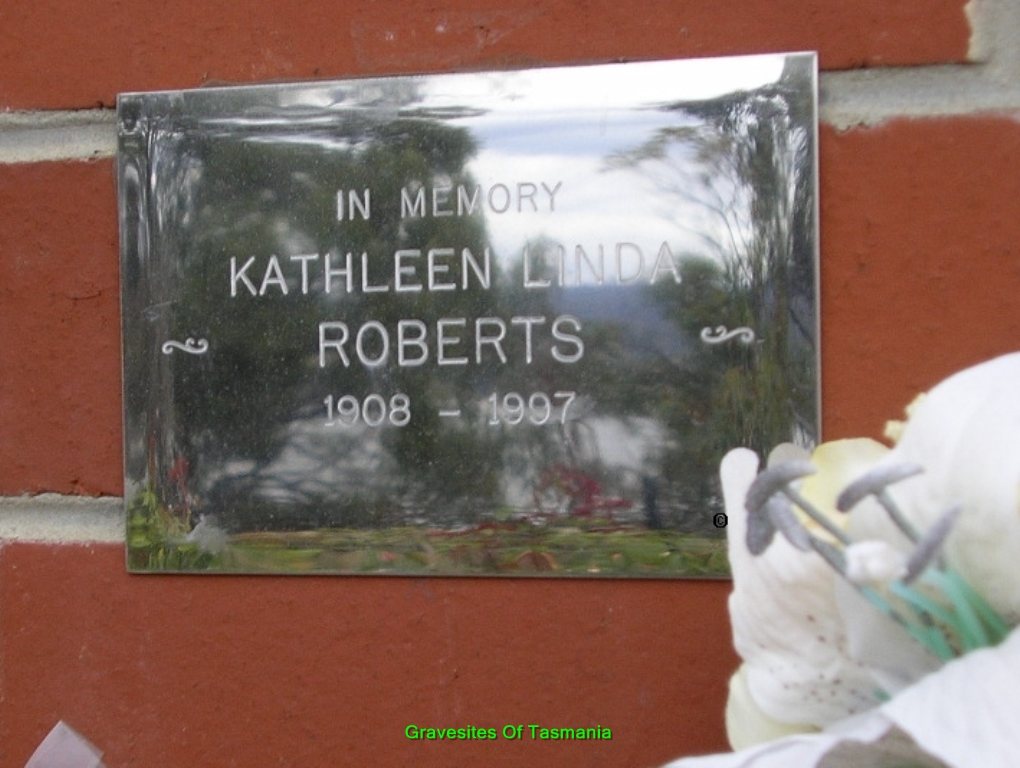 IN MEMORY
KATHLEEN LINDA
ROBERTS
1908 - 1997
©
Gravesites Of Tasmania